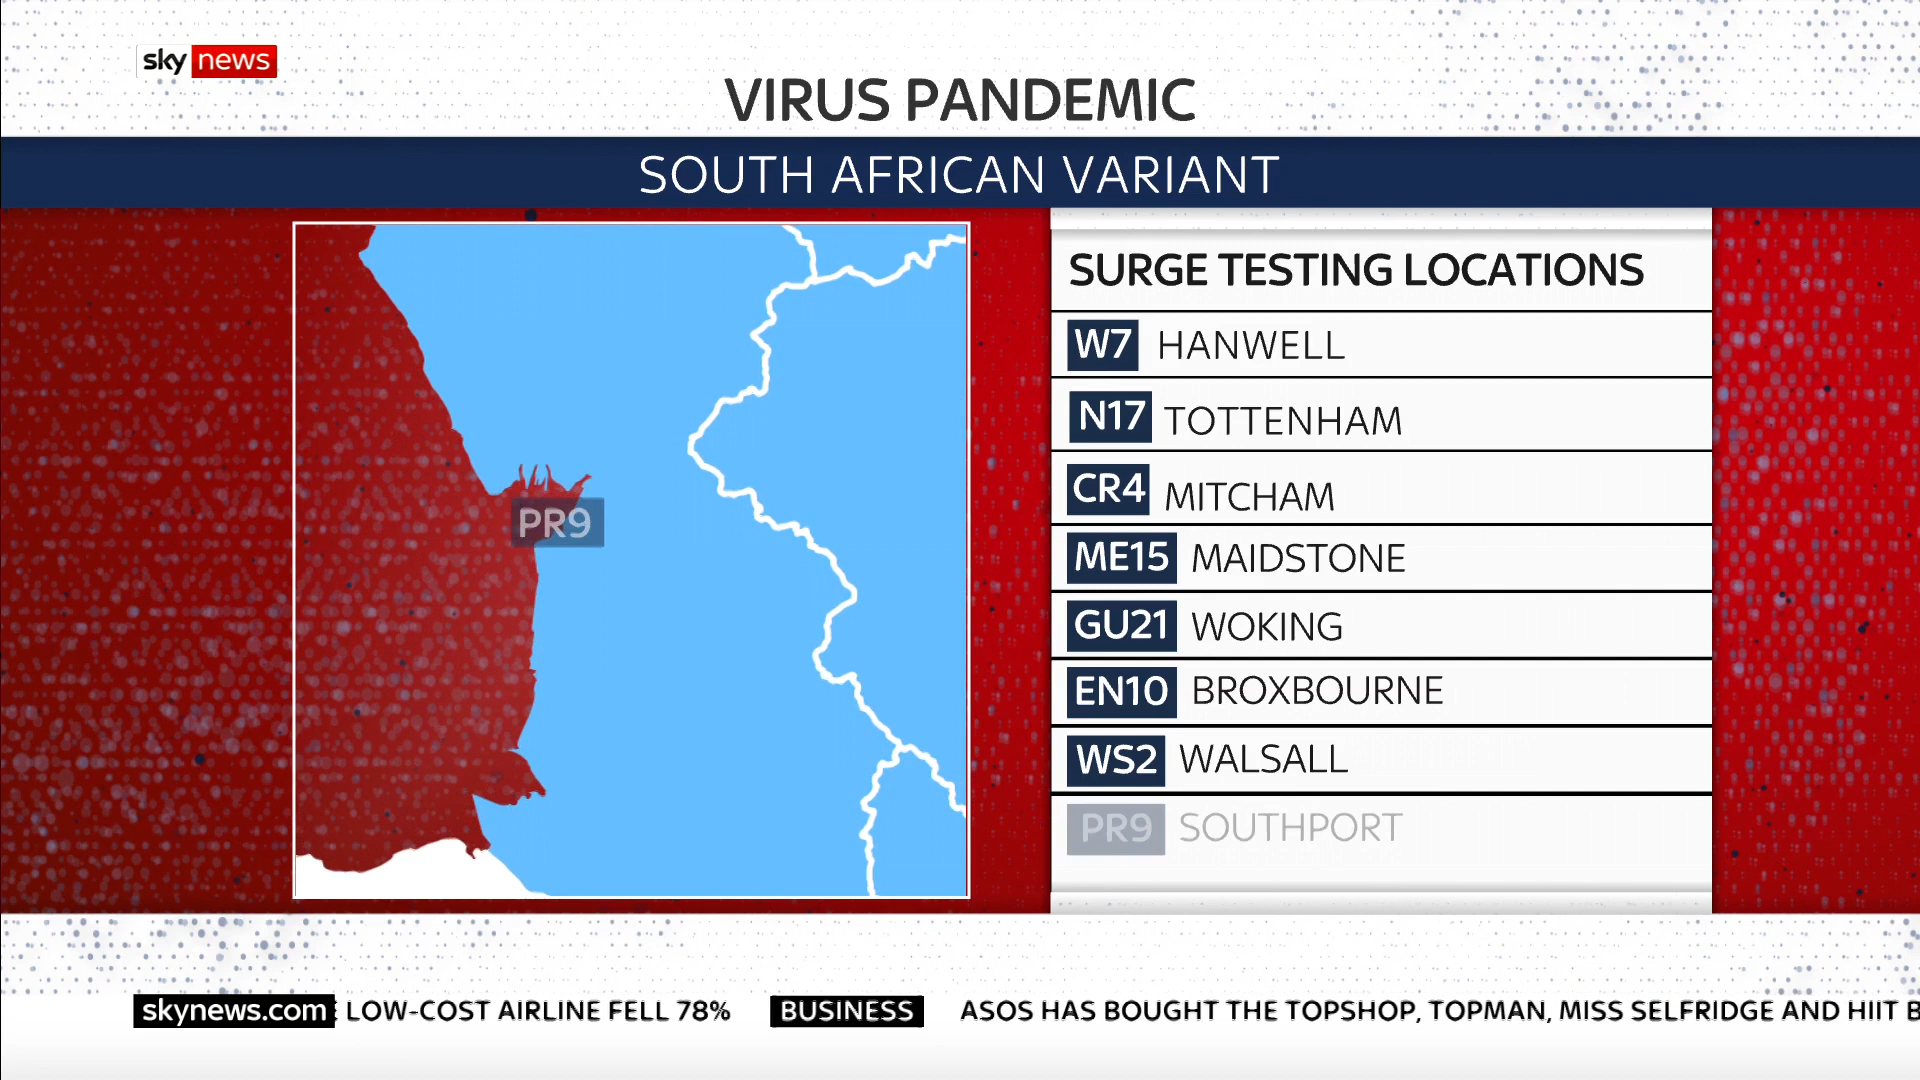 sky news
VIRUS PANDEMIC
SOUTH AFRICAN VARIANT
PR9
SURGE TESTING LOCATIONS
W7 HANWELL
N17 TOTTENHAM
CR4 MITCHAM
ME15 MAIDSTONE
GU21 WOKING
EN10 BROXBOURNE
WS2 WALSALL
PR9 SOUTHPORT
skynews.com LOW-COST AIRLINE FELL 78% BUSINESS ASOS HAS BOUGHT THE TOPSHOP, TOPMAN, MISS SELFRIDGE AND HIIT